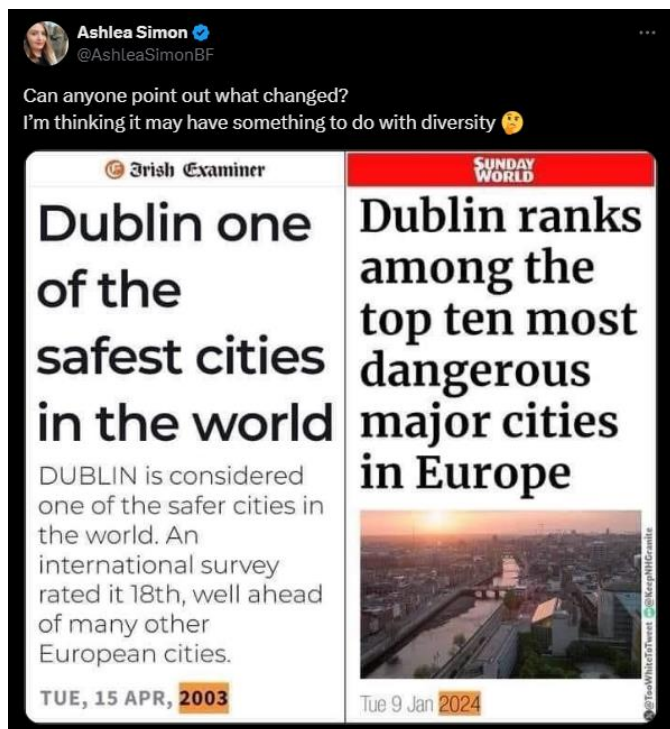 Ashlea Simon
@AshleaSimonBF
Can anyone point out what changed?
I'm thinking it may have something to do with diversity 🤔
Irish Examiner
Dublin one
of the
safest cities
in the world
DUBLIN is considered
one of the safer cities in
the world. An
international survey
rated it 18th, well ahead
of many other
European cities.
TUE, 15 APR, 2003
SUNDAY
WORLD
Dublin ranks
among the
top ten most
dangerous
major cities
in Europe
Tue 9 Jan 2024
@TooWhiteToTweet @KeepNHGranite